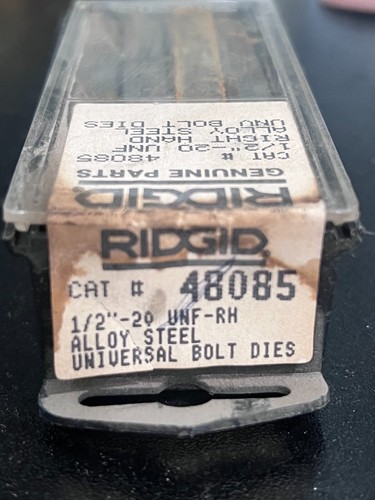 UNV BOLT DIES
ALLOY STEEL
RIGHT HAND
1/2"-20 UNF
CAT # 48085
GENUINE PARTS
RIDGID
RIDGID
CAT # 48085
1/2"-20 UNF-RH
ALLOY STEEL
UNIVERSAL BOLT DIES